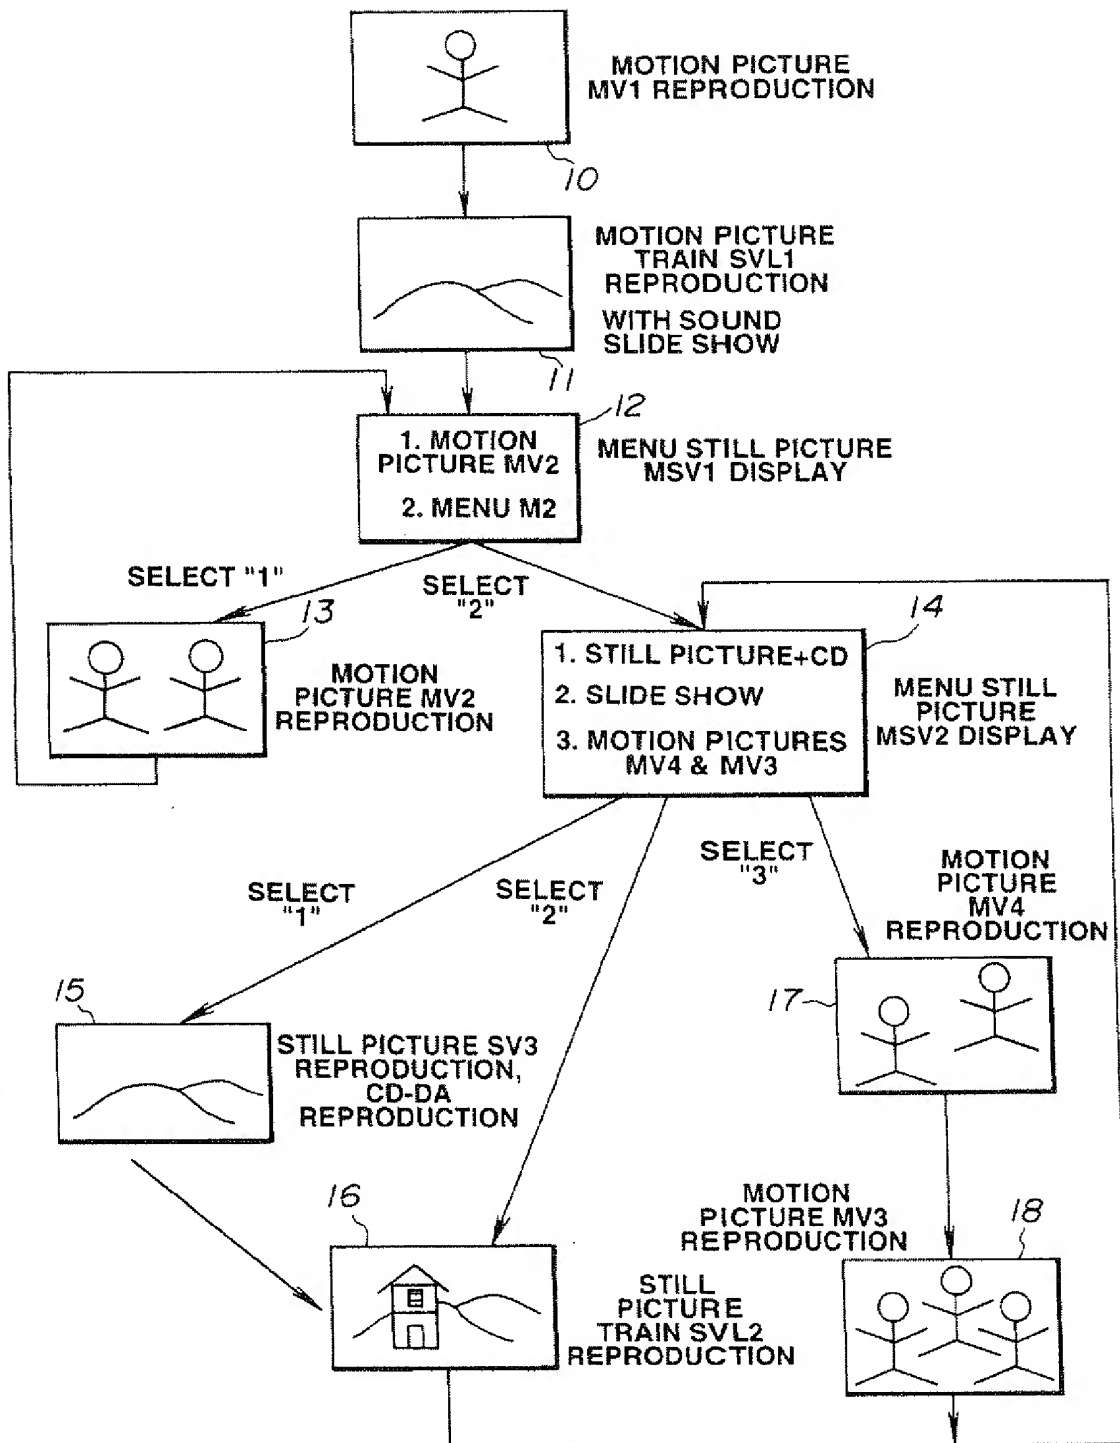 MOTION PICTURE
MV1 REPRODUCTION
10
MOTION PICTURE
TRAIN SVL1
REPRODUCTION
WITH SOUND
SLIDE SHOW
11
12
1. MOTION
PICTURE MV2
2. MENU M2
MENU STILL PICTURE
MSV1 DISPLAY
SELECT "1"
SELECT
"2"
13
MOTION
PICTURE MV2
REPRODUCTION
14
1. STILL PICTURE+CD
2. SLIDE SHOW
3. MOTION PICTURES
MV4 & MV3
MENU STILL
PICTURE
MSV2 DISPLAY
SELECT
"1"
SELECT
"2"
SELECT
"3"
MOTION
PICTURE
MV4
REPRODUCTION
15
STILL PICTURE SV3
REPRODUCTION,
CD-DA
REPRODUCTION
17
16
STILL
PICTURE
TRAIN SVL2
REPRODUCTION
MOTION
PICTURE MV3
REPRODUCTION
18